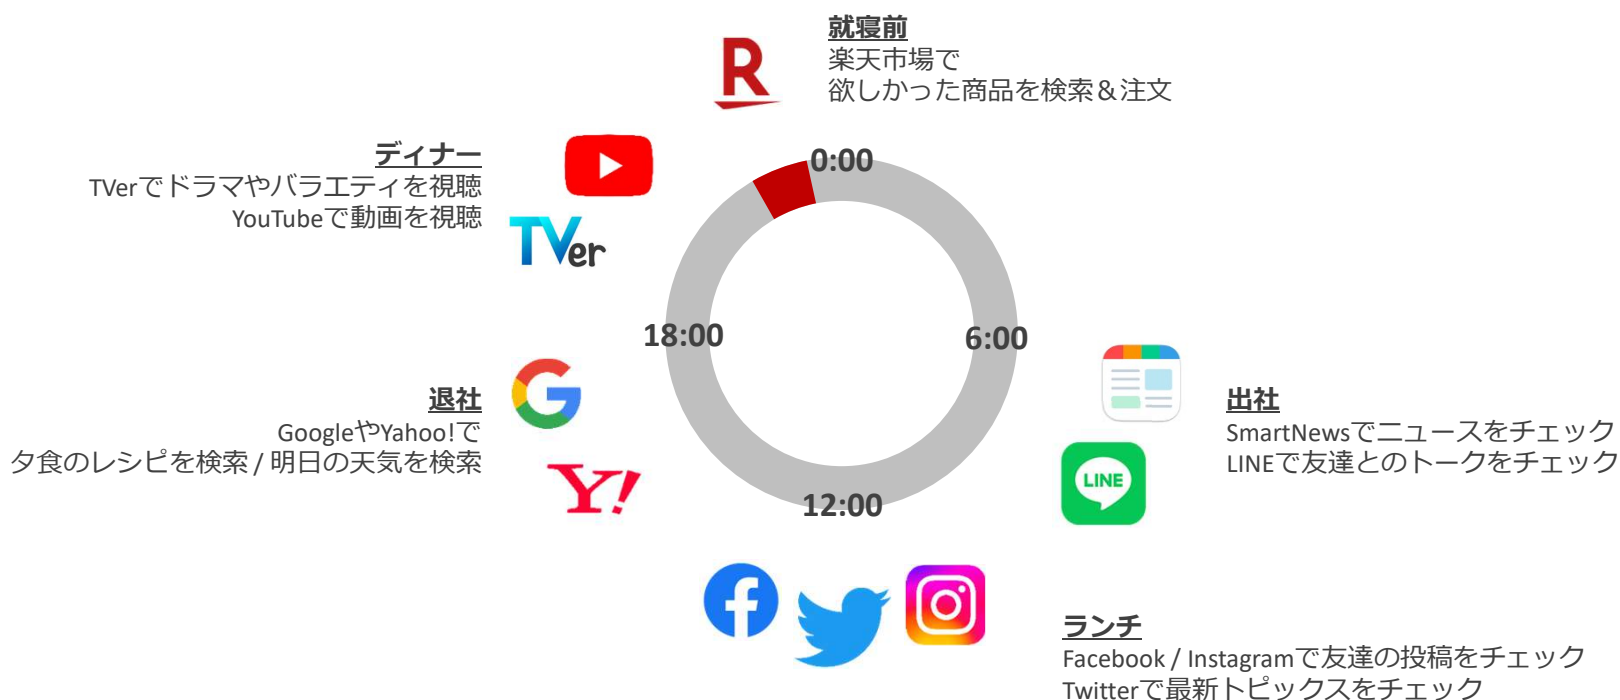 就寝前
楽天市場で
欲しかった商品を検索＆注文
R
ディナー
TVerでドラマやバラエティを視聴
YouTubeで動画を視聴
TVer
0:00
18:00
6:00
12:00
退社
GoogleやYahoo!で
夕食のレシピを検索 / 明日の天気を検索
G
Y!
出社
SmartNewsでニュースをチェック
LINEで友達とのトークをチェック
LINE
f
ランチ
Facebook / Instagramで友達の投稿をチェック
Twitterで最新トピックスをチェック